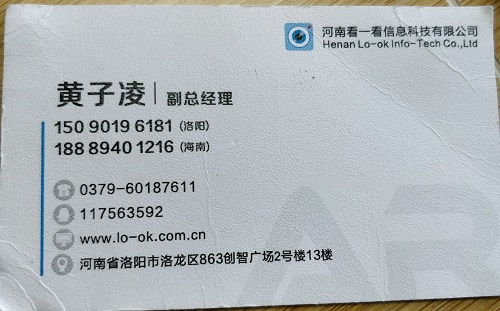 河南看一看信息科技有限公司
Henan Lo-ok Info-Tech Co.,Ltd
黄子凌 | 副总经理
150 9019 6181 (洛阳)
188 8940 1216 (海南)
0379-60187611
117563592
www.lo-ok.com.cn
河南省洛阳市洛龙区863创智广场2号楼13楼
AR